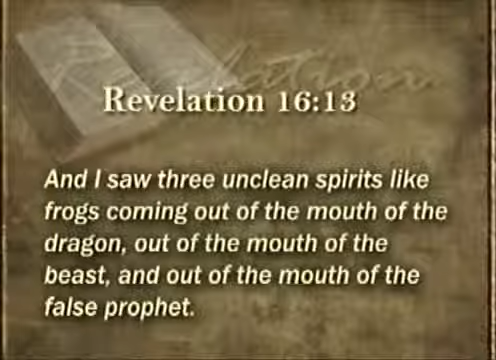 Revelation
Revelation 16:13
And I saw three unclean spirits like
frogs coming out of the mouth of the
dragon, out of the mouth of the
beast, and out of the mouth of the
false prophet.